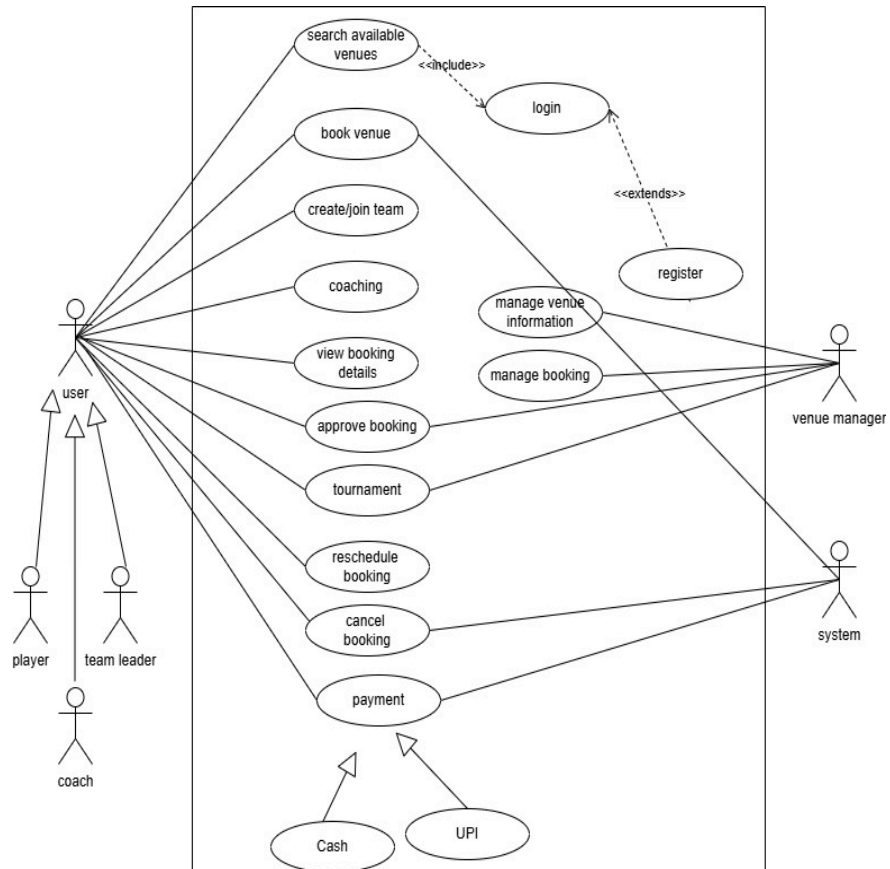 search available
venues
<<include>>
login
book venue
<<extends>>
create/join team
register
coaching
manage venue
information
view booking
details
manage booking
user
venue manager
approve booking
tournament
reschedule
booking
cancel
booking
player
team leader
system
payment
coach
Cash
UPI